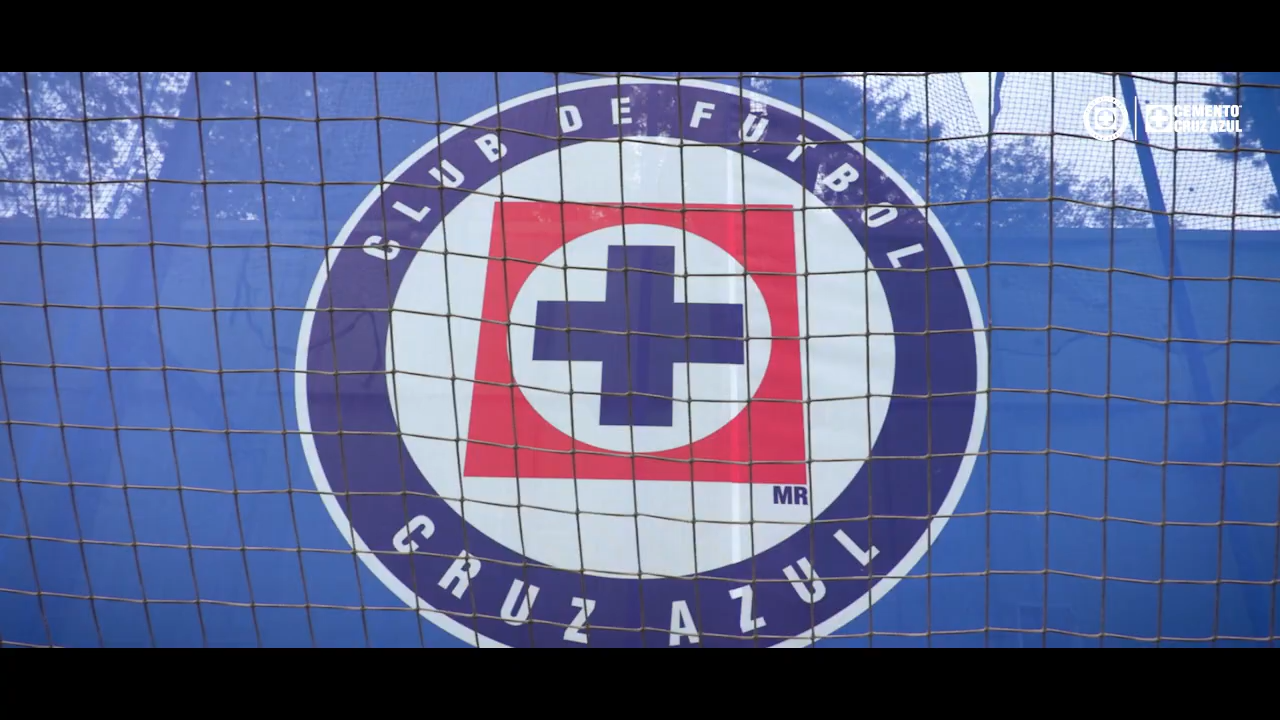 CLUB DE FÚTBOL
CEMENTO
CRUZ AZUL
MR
CRUZ AZUL